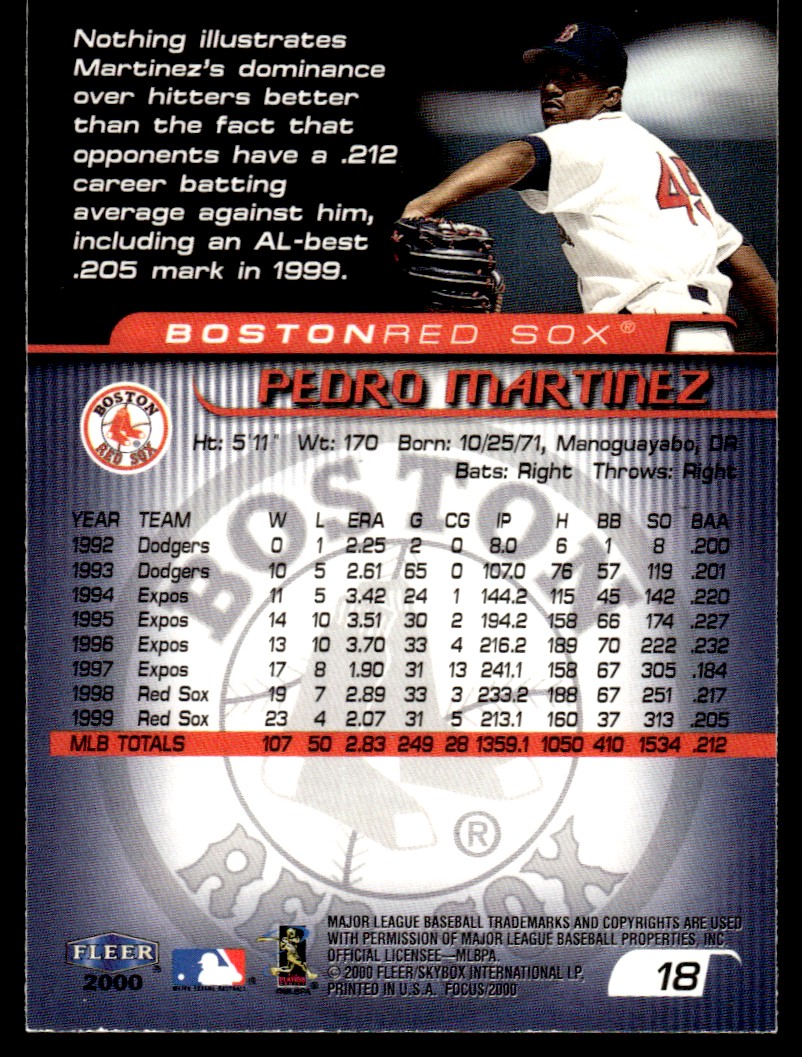 Nothing illustrates
Martinez's dominance
over hitters better
than the fact that
opponents have a .212
career batting
average against him,
including an AL-best
.205 mark in 1999.
B
45
BOSTON RED SOX®
PEDRO MARTINEZ
BOSTON
RED SOX
Ht: 5'11" Wt: 170 Born: 10/25/71, Manoguayabo, DR
Bats: Right Throws: Right
YEAR TEAM W L ERA G CG IP H BB SO BAA
1992 Dodgers 0 1 2.25 2 0 8.0 6 1 8 .200
1993 Dodgers 10 5 2.61 65 0 107.0 76 57 119 .201
1994 Expos 11 5 3.42 24 1 144.2 115 45 142 .220
1995 Expos 14 10 3.51 30 2 194.2 158 66 174 .227
1996 Expos 13 10 3.70 33 4 216.2 189 70 222 .232
1997 Expos 17 8 1.90 31 13 241.1 158 67 305 .184
1998 Red Sox 19 7 2.89 33 3 233.2 188 67 251 .217
1999 Red Sox 23 4 2.07 31 5 213.1 160 37 313 .205
MLB TOTALS 107 50 2.83 249 28 1359.1 1050 410 1534 .212
BOSTON
RED SOX
®
MAJOR LEAGUE BASEBALL TRADEMARKS AND COPYRIGHTS ARE USED
WITH PERMISSION OF MAJOR LEAGUE BASEBALL PROPERTIES, INC.
OFFICIAL LICENSEE—MLBPA.
© 2000 FLEER/SKYBOX INTERNATIONAL LP.
PRINTED IN U.S.A. FOCUS/2000
FLEER®
2000
18